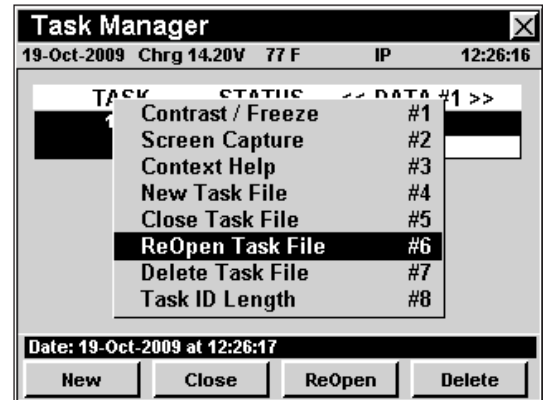 Task Manager
19-Oct-2009 Chrg 14.20V 77 F IP 12:26:16
TASK STATUS << DATA #1 >>
1
Contrast / Freeze #1
Screen Capture #2
Context Help #3
New Task File #4
Close Task File #5
ReOpen Task File #6
Delete Task File #7
Task ID Length #8
Date: 19-Oct-2009 at 12:26:17
New Close ReOpen Delete